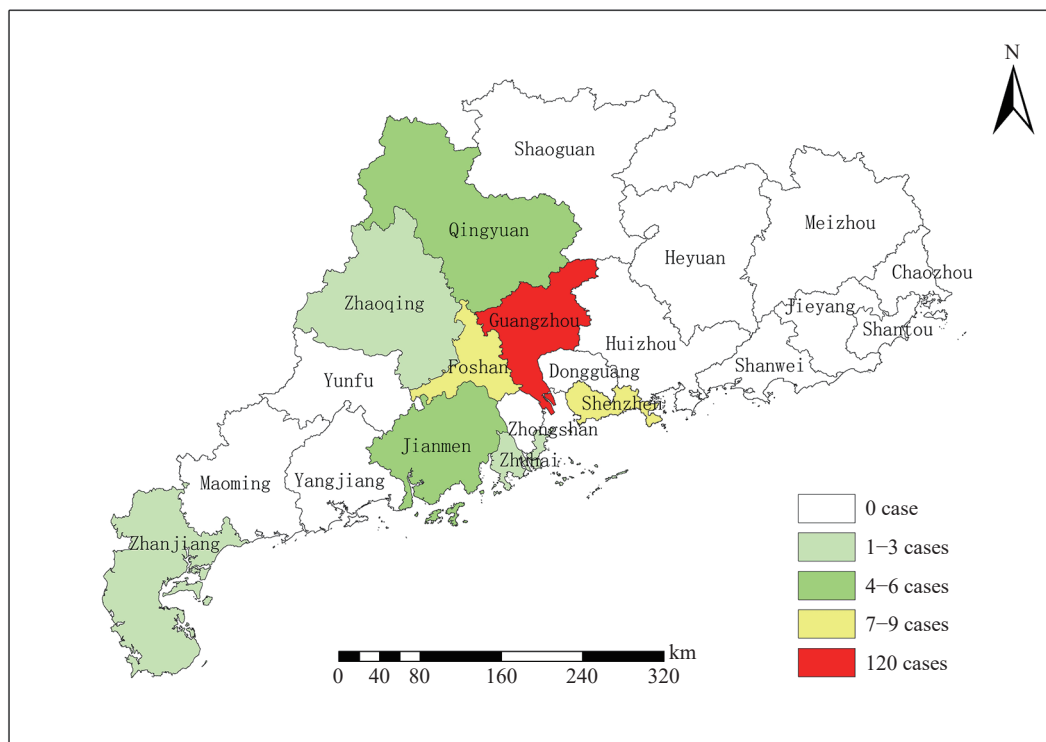 N
Shaoguan
Qingyuan
Meizhou
Heyuan
Chaozhou
Zhaoqing
Jieyang
Guangzhou
Shantou
Huizhou
Foshan
Dongguang
Shanwei
Yunfu
Shenzhen
Zhongshan
Jianmen
Zhuhai
Maoming
Yangjiang
Zhanjiang
0 case
1–3 cases
4–6 cases
7–9 cases
120 cases
km
0 40 80 160 240 320